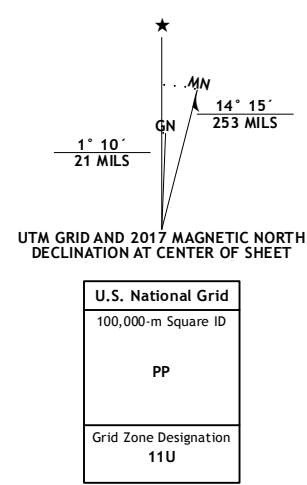 ★
MN
GN
14° 15´
253 MILS
1° 10´
21 MILS
UTM GRID AND 2017 MAGNETIC NORTH
DECLINATION AT CENTER OF SHEET
U.S. National Grid
100,000-m Square ID
PP
Grid Zone Designation
11U